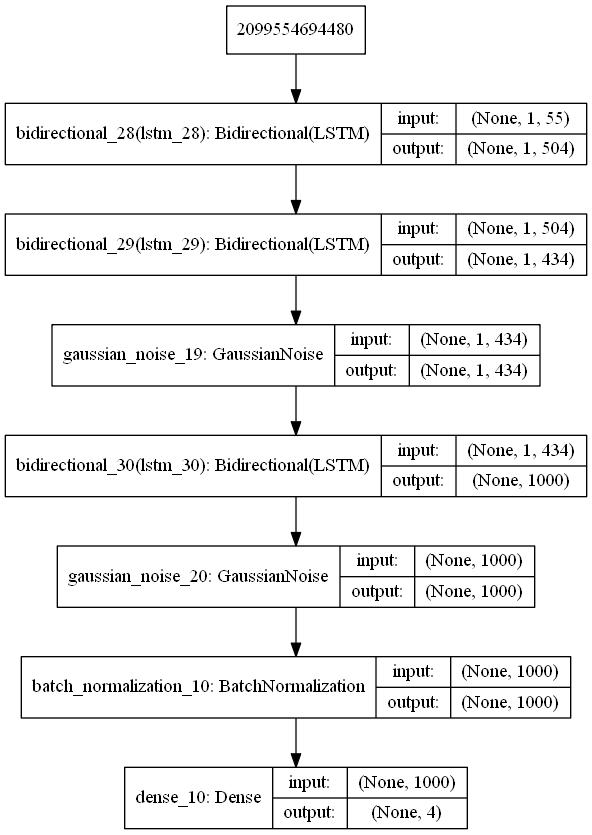 2099554694480
bidirectional_28(lstm_28): Bidirectional(LSTM)
input: (None, 1, 55)
output: (None, 1, 504)
bidirectional_29(lstm_29): Bidirectional(LSTM)
input: (None, 1, 504)
output: (None, 1, 434)
gaussian_noise_19: GaussianNoise
input: (None, 1, 434)
output: (None, 1, 434)
bidirectional_30(lstm_30): Bidirectional(LSTM)
input: (None, 1, 434)
output: (None, 1000)
gaussian_noise_20: GaussianNoise
input: (None, 1000)
output: (None, 1000)
batch_normalization_10: BatchNormalization
input: (None, 1000)
output: (None, 1000)
dense_10: Dense
input: (None, 1000)
output: (None, 4)